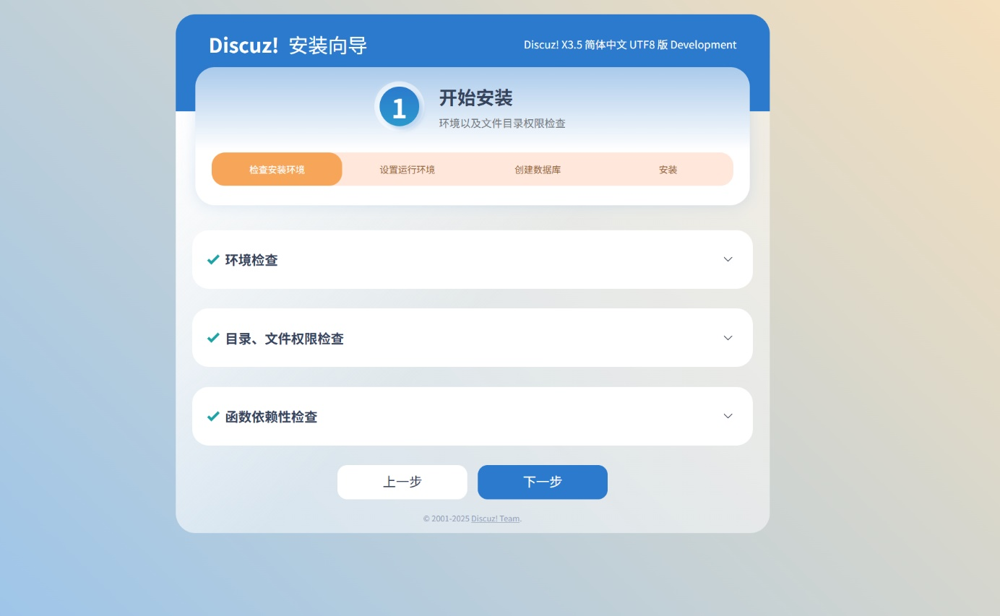 Discuz! 安装向导
Discuz! X3.5 简体中文 UTF8 版 Development
1
开始安装
环境以及文件目录权限检查
检查安装环境 设置运行环境 创建数据库 安装
环境检查
目录、文件权限检查
函数依赖性检查
上一步 下一步
© 2001-2025 Discuz! Team.